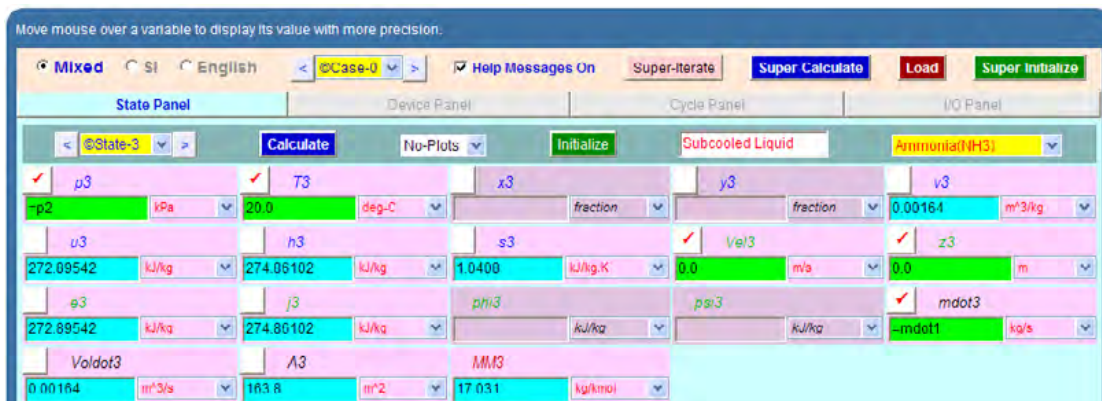 Move mouse over a variable to display its value with more precision.
Mixed SI English < ©Case-0 > Help Messages On Super-Iterate Super Calculate Load Super Initialize
State Panel Device Panel Cycle Panel I/O Panel
< ©State-3 > Calculate No-Plots Initialize Subcooled Liquid Ammonia(NH3)
p3 T3 x3 y3 v3
=p2 kPa 20.0 deg-C fraction fraction 0.00164 m^3/kg
u3 h3 s3 Vel3 z3
272.89542 kJ/kg 274.86102 kJ/kg 1.0408 kJ/kg.K 0.0 m/s 0.0 m
e3 j3 phi3 psi3 mdot3
272.89542 kJ/kg 274.86102 kJ/kg kJ/kg kJ/kg =mdot1 kg/s
Voldot3 A3 MM3
0.00164 m^3/s 163.8 m^2 17.031 kg/kmol